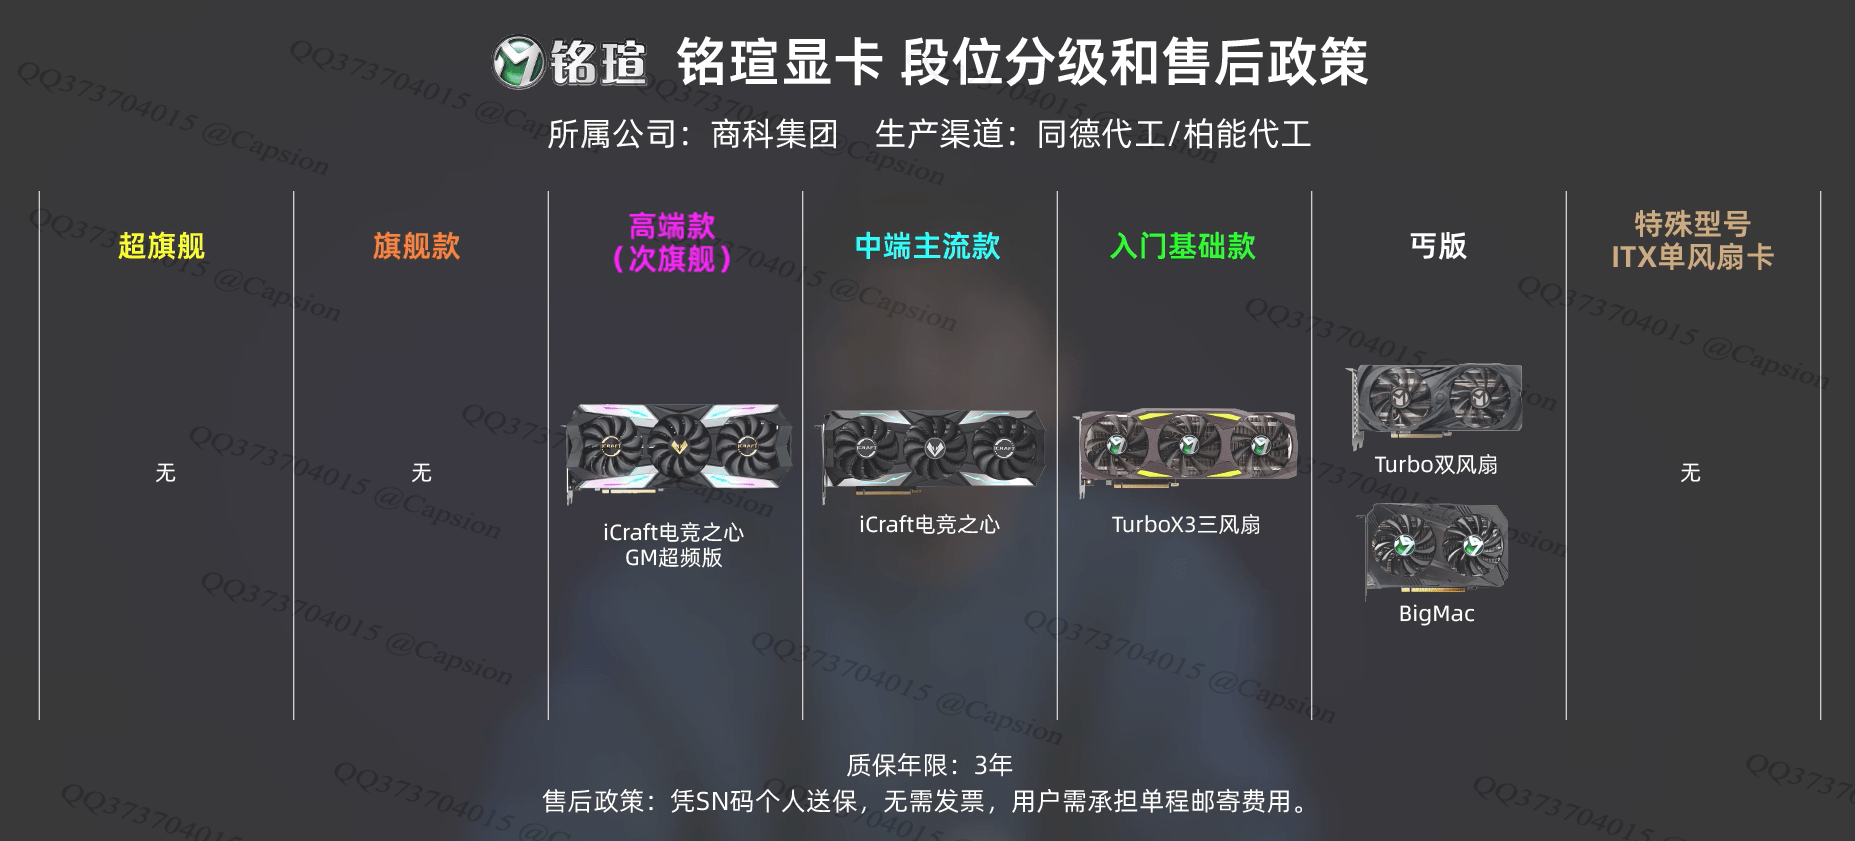 铭瑄 铭瑄显卡 段位分级和售后政策
所属公司：商科集团 生产渠道：同德代工/柏能代工
超旗舰
无
旗舰款
无
高端款
（次旗舰）
iCraft电竞之心
GM超频版
中端主流款
iCraft电竞之心
入门基础款
TurboX3三风扇
丐版
Turbo双风扇
BigMac
特殊型号
ITX单风扇卡
无
质保年限：3年
售后政策：凭SN码个人送保，无需发票，用户需承担单程邮寄费用。
QQ373704015 @Capsion